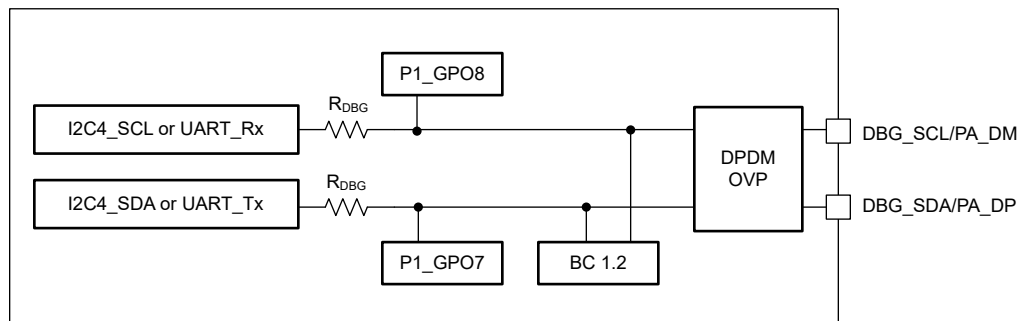 P1_GPO8
RDBG
I2C4_SCL or UART_Rx
DBG_SCL/PA_DM
DPDM
OVP
RDBG
I2C4_SDA or UART_Tx
DBG_SDA/PA_DP
P1_GPO7
BC 1.2